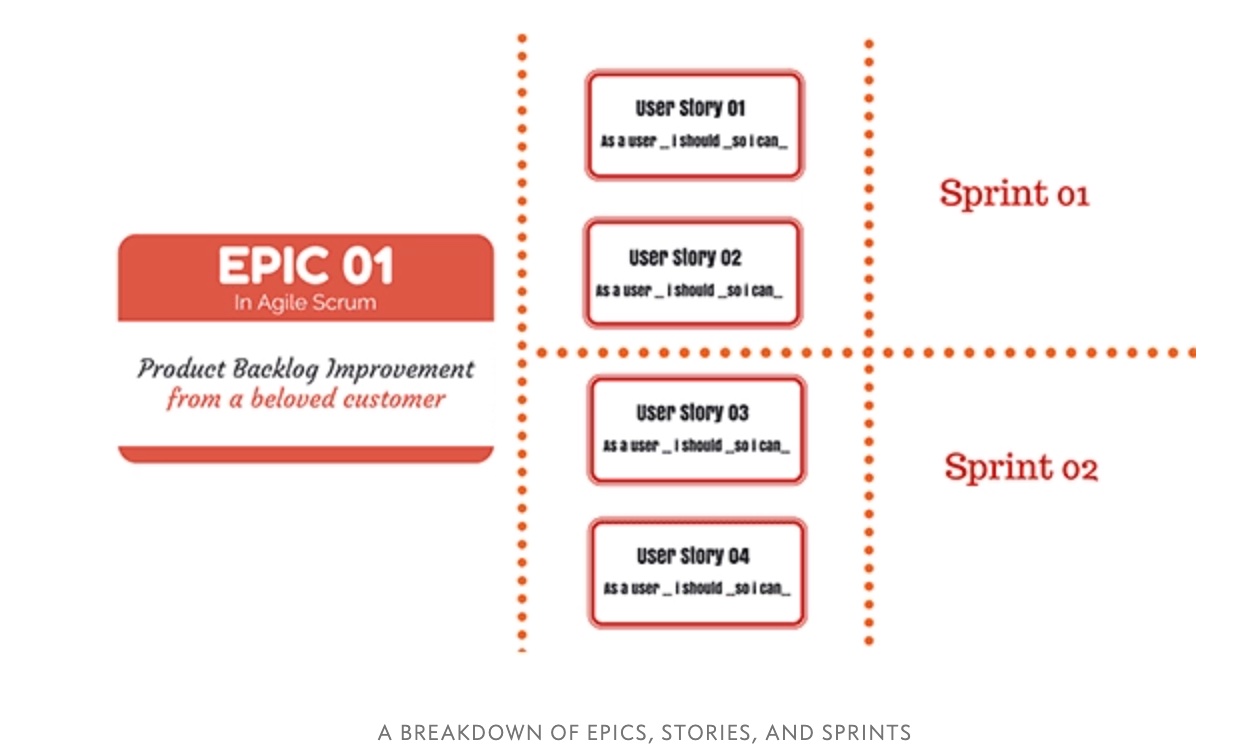 EPIC 01
In Agile Scrum
Product Backlog Improvement
from a beloved customer
User Story 01
As a user _ i should _so i can_
User Story 02
As a user _ i should _so i can_
Sprint 01
User Story 03
As a user _ i should _so i can_
User Story 04
As a user _ i should _so i can_
Sprint 02
A BREAKDOWN OF EPICS, STORIES, AND SPRINTS